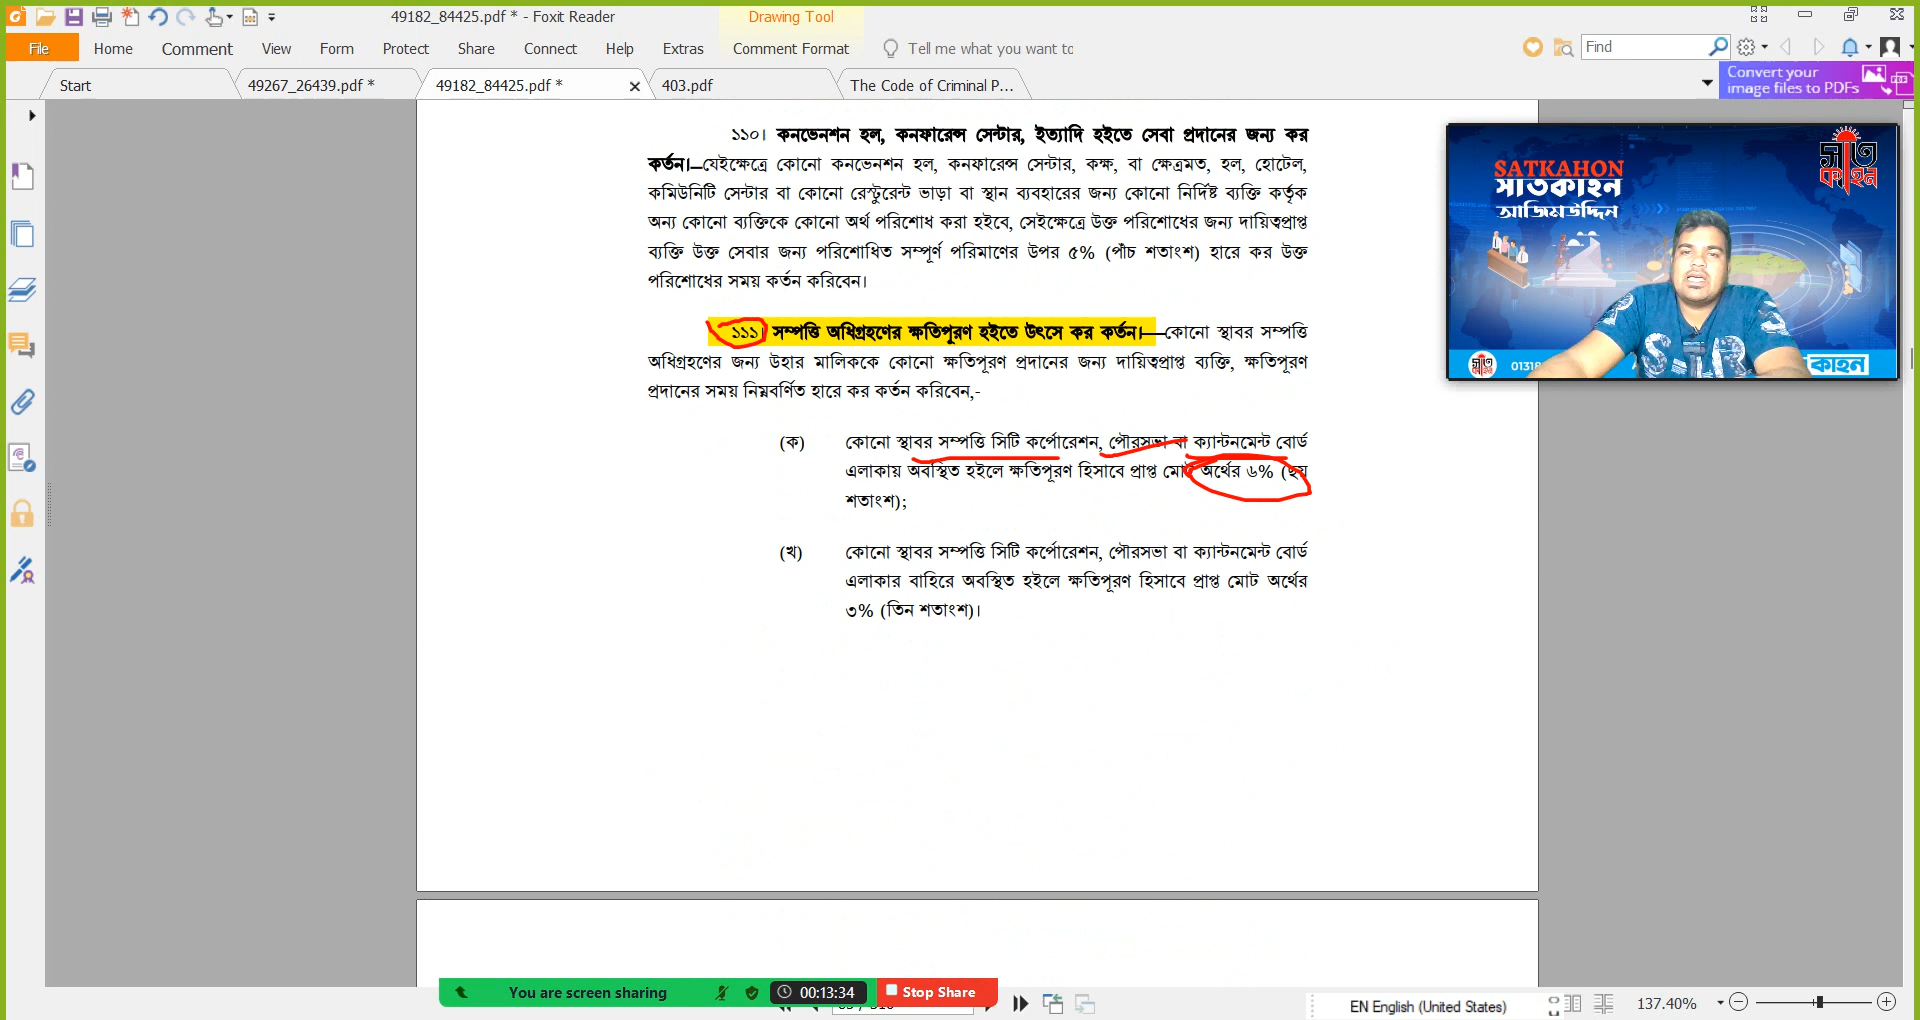 49182_84425.pdf * - Foxit Reader
Drawing Tool
File Home Comment View Form Protect Share Connect Help Extras Comment Format Tell me what you want to
Find
Start 49267_26439.pdf * 49182_84425.pdf * 403.pdf The Code of Criminal P...
Convert your
image files to PDFs
১১০। কনভেনশন হল, কনফারেন্স সেন্টার, ইত্যাদি হইতে সেবা প্রদানের জন্য কর
কর্তন।—যেইক্ষেত্রে কোনো কনভেনশন হল, কনফারেন্স সেন্টার, কক্ষ, বা ক্ষেত্রমত, হল, হোটেল,
কমিউনিটি সেন্টার বা কোনো রেস্টুরেন্ট ভাড়া বা স্থান ব্যবহারের জন্য কোনো নির্দিষ্ট ব্যক্তি কর্তৃক
অন্য কোনো ব্যক্তিকে কোনো অর্থ পরিশোধ করা হইবে, সেইক্ষেত্রে উক্ত পরিশোধের জন্য দায়িত্বপ্রাপ্ত
ব্যক্তি উক্ত সেবার জন্য পরিশোধিত সম্পূর্ণ পরিমাণের উপর ৫% (পাঁচ শতাংশ) হারে কর উক্ত
পরিশোধের সময় কর্তন করিবেন।
১১১। সম্পত্তি অধিগ্রহণের ক্ষতিপূরণ হইতে উৎসে কর কর্তন।—কোনো স্থাবর সম্পত্তি
অধিগ্রহণের জন্য উহার মালিককে কোনো ক্ষতিপূরণ প্রদানের জন্য দায়িত্বপ্রাপ্ত ব্যক্তি, ক্ষতিপূরণ
প্রদানের সময় নিম্নবর্ণিত হারে কর কর্তন করিবেন,-
(ক) কোনো স্থাবর সম্পত্তি সিটি কর্পোরেশন, পৌরসভা বা ক্যান্টনমেন্ট বোর্ড
এলাকায় অবস্থিত হইলে ক্ষতিপূরণ হিসাবে প্রাপ্ত মোট অর্থের ৬% (ছয়
শতাংশ);
(খ) কোনো স্থাবর সম্পত্তি সিটি কর্পোরেশন, পৌরসভা বা ক্যান্টনমেন্ট বোর্ড
এলাকার বাহিরে অবস্থিত হইলে ক্ষতিপূরণ হিসাবে প্রাপ্ত মোট অর্থের
৩% (তিন শতাংশ)।
SATKAHON
সাতকাহন
আজিমউদ্দিন
সাত
কাহন
0131
কাহন
You are screen sharing 00:13:34 Stop Share
EN English (United States)
137.40%